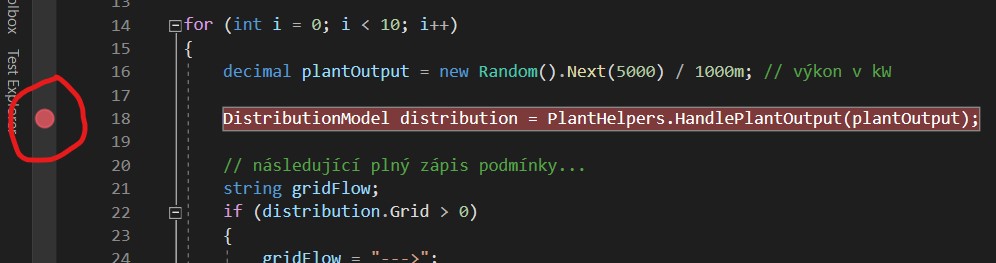 olbox
Test Explorer
13
14 for (int i = 0; i < 10; i++)
15 {
16 decimal plantOutput = new Random().Next(5000) / 1000m; // výkon v kW
17
18 DistributionModel distribution = PlantHelpers.HandlePlantOutput(plantOutput);
19
20 // následující plný zápis podmínky...
21 string gridFlow;
22 if (distribution.Grid > 0)
23 {
24 gridFlow = "--->";